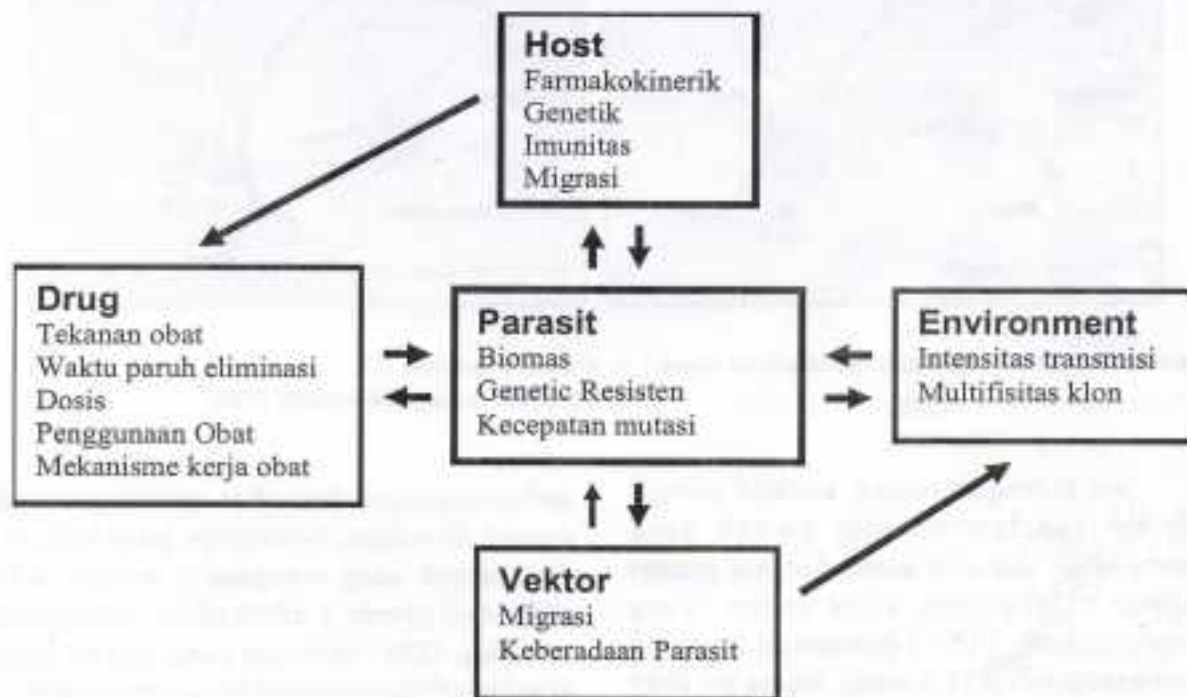 Host
Farmakokinerik
Genetik
Imunitas
Migrasi
Drug
Tekanan obat
Waktu paruh eliminasi
Dosis
Penggunaan Obat
Mekanisme kerja obat
Parasit
Biomas
Genetic Resisten
Kecepatan mutasi
Environment
Intensitas transmisi
Multifisitas klon
Vektor
Migrasi
Keberadaan Parasit